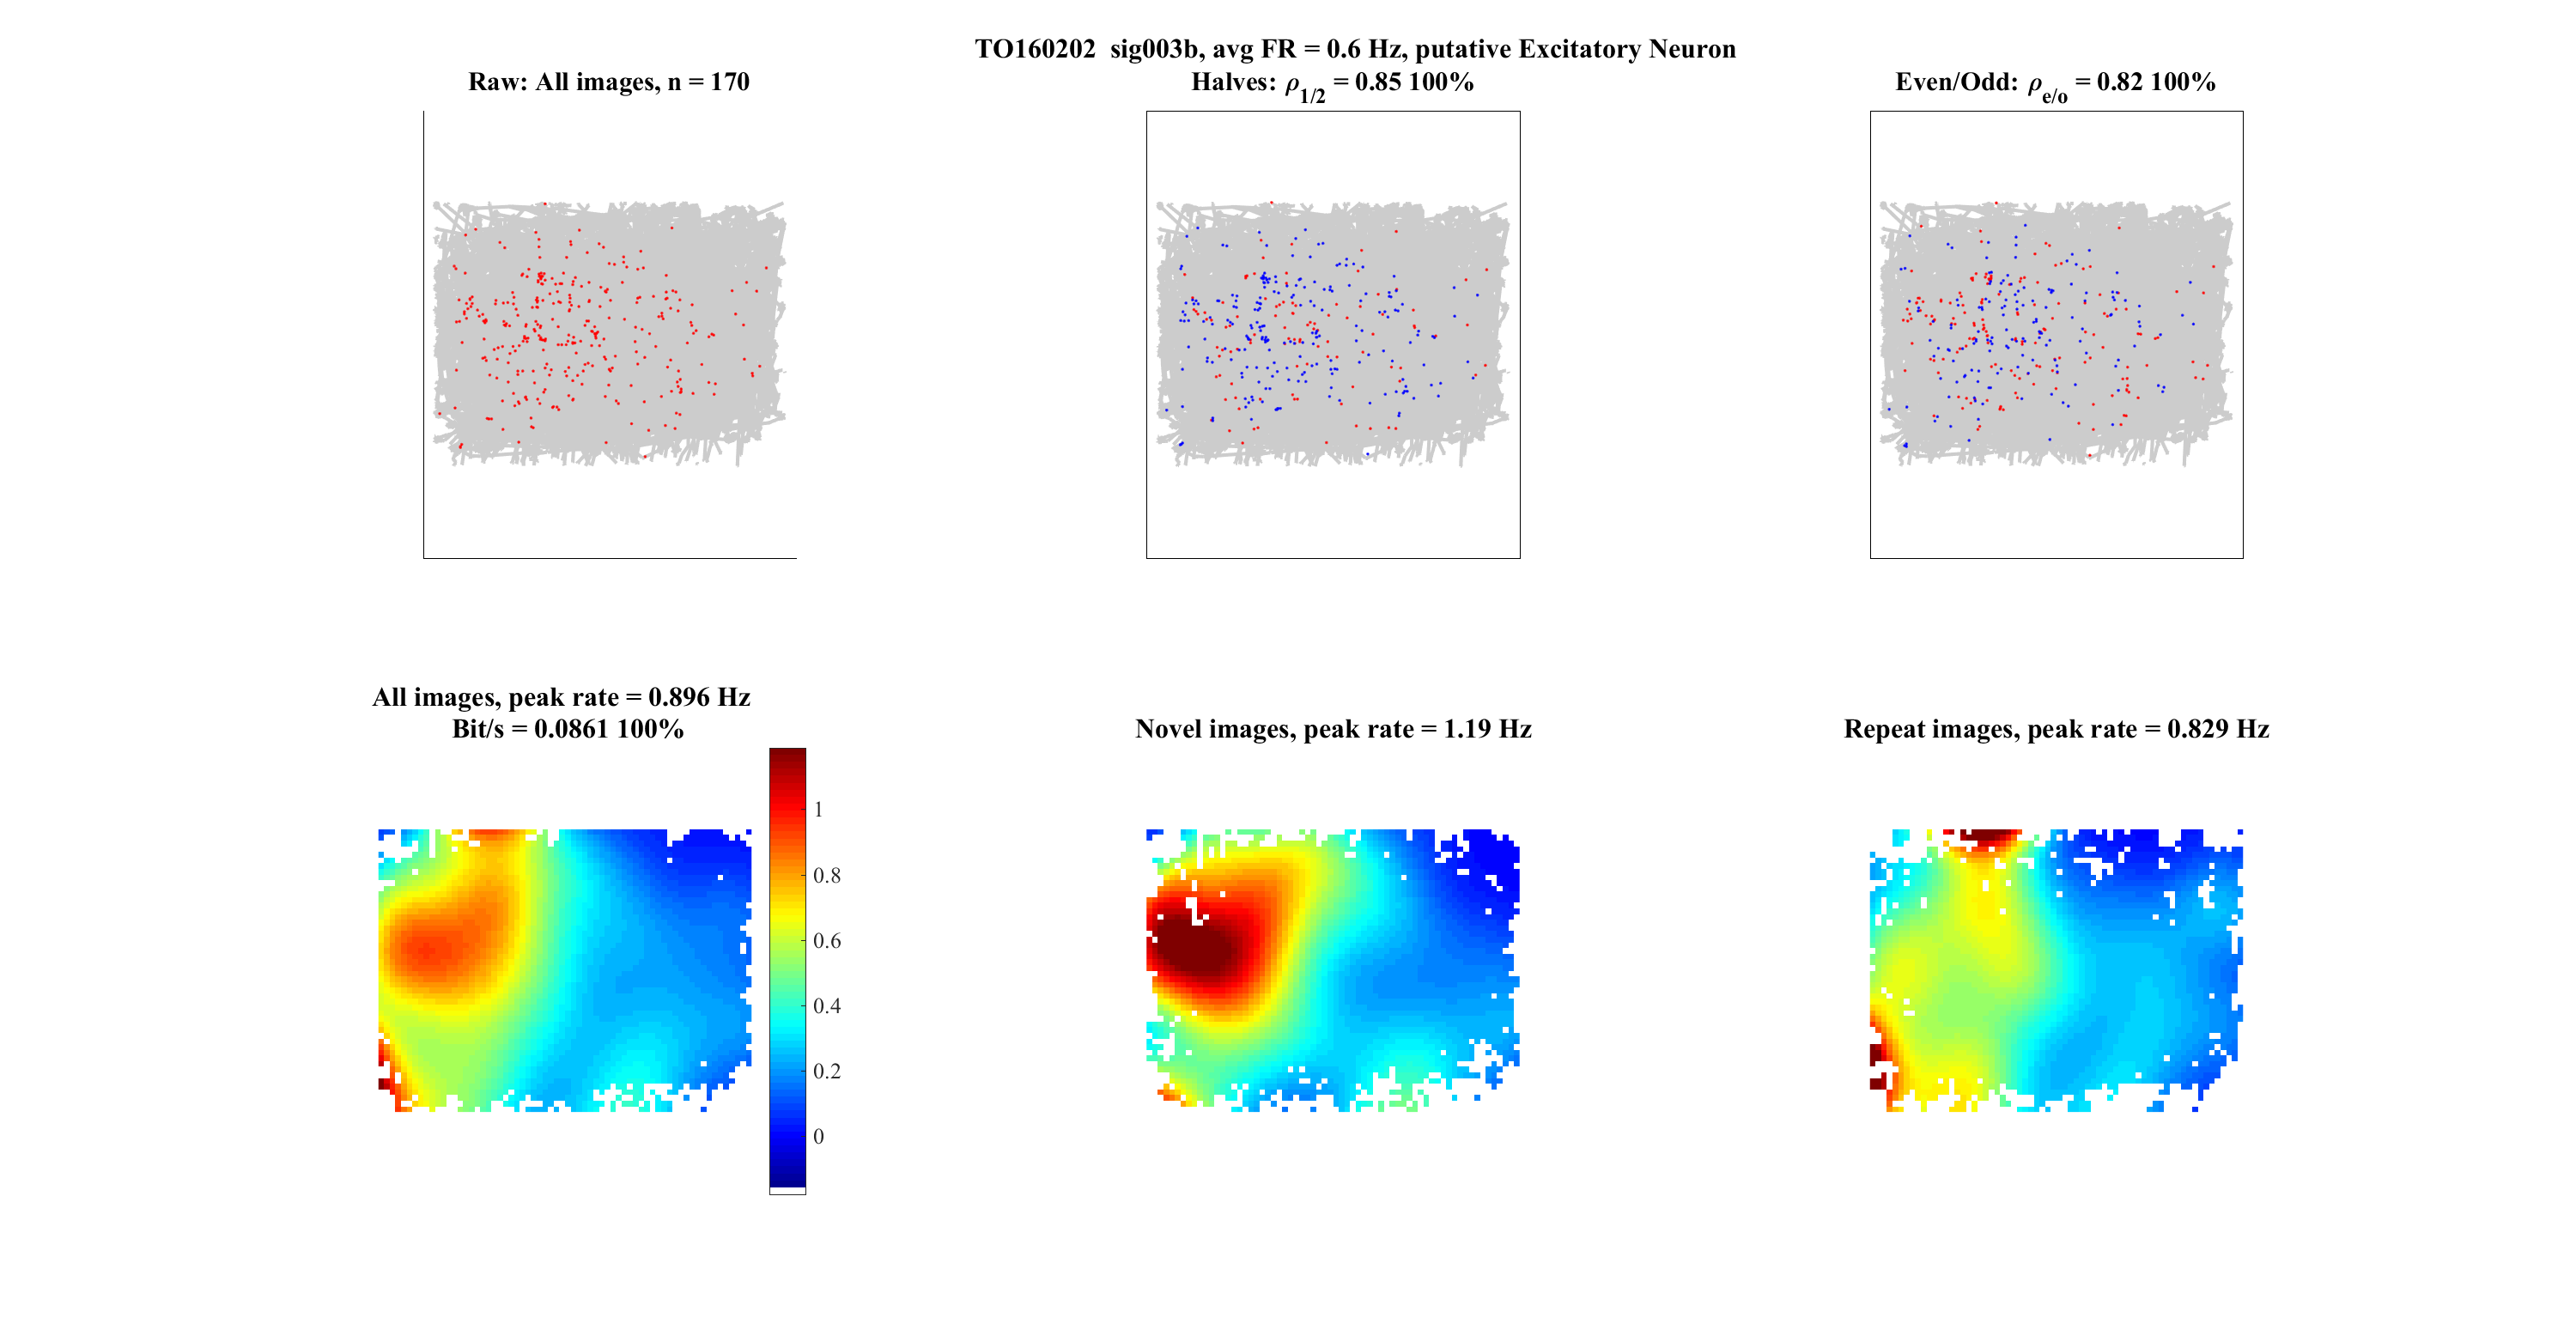 TO160202  sig003b, avg FR = 0.6 Hz, putative Excitatory Neuron
Raw: All images, n = 170
Halves: ρ1/2 = 0.85 100%
Even/Odd: ρe/o = 0.82 100%
All images, peak rate = 0.896 Hz
Bit/s = 0.0861 100%
Novel images, peak rate = 1.19 Hz
Repeat images, peak rate = 0.829 Hz
1
0.8
0.6
0.4
0.2
0